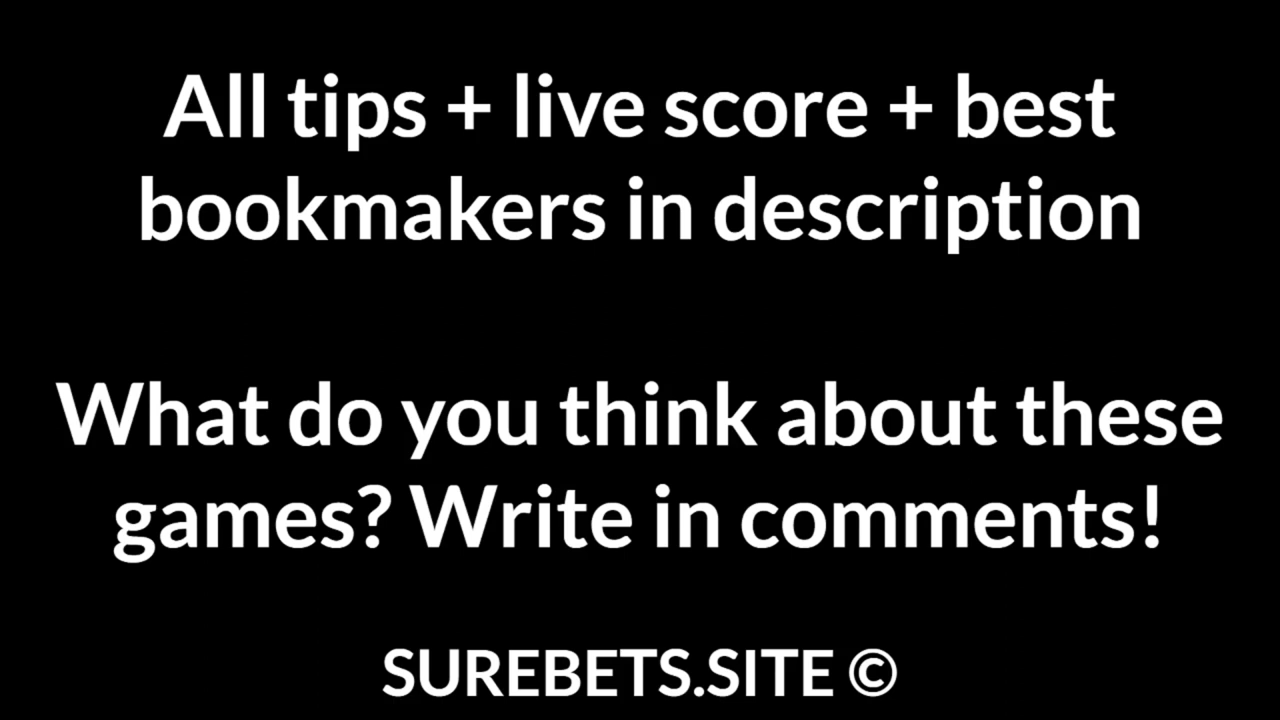 All tips + live score + best
bookmakers in description
What do you think about these
games? Write in comments!
SUREBETS.SITE ©